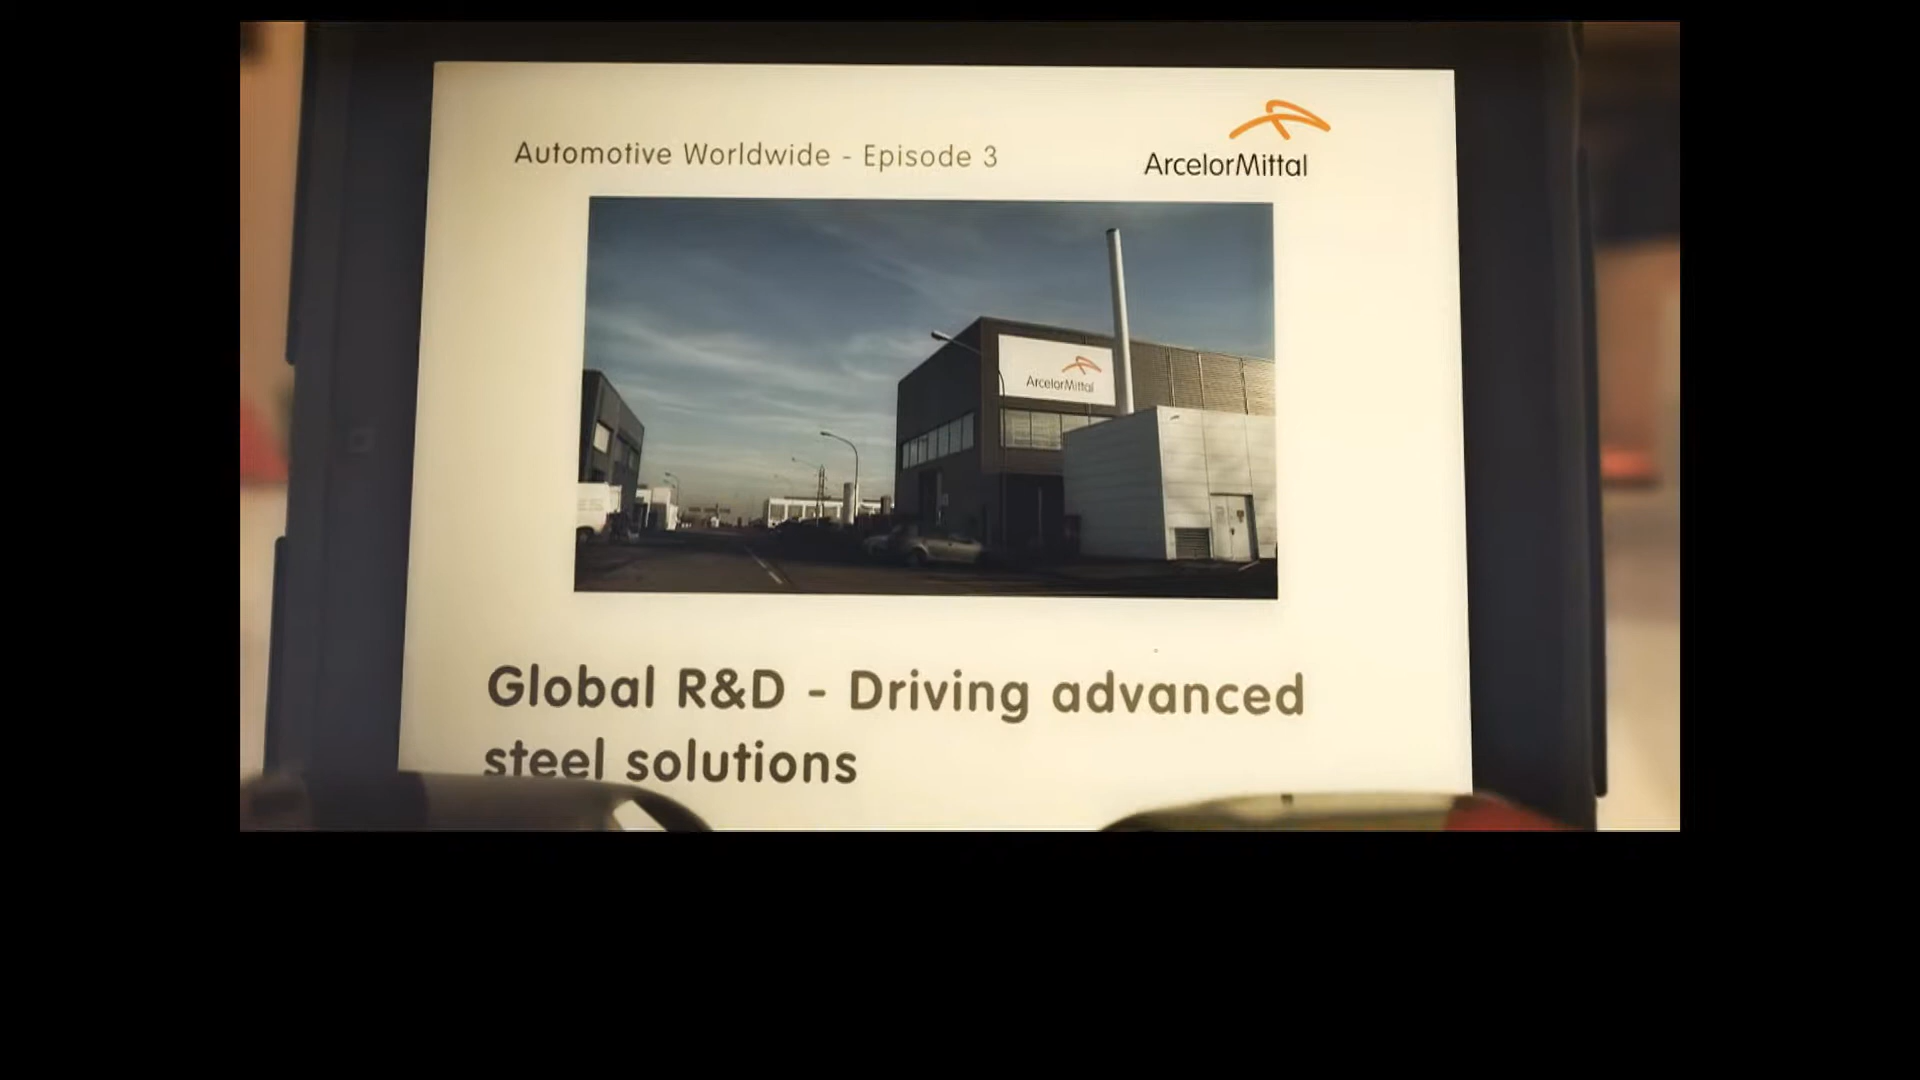 Automotive Worldwide - Episode 3
ArcelorMittal
ArcelorMittal
Global R&D - Driving advanced
steel solutions